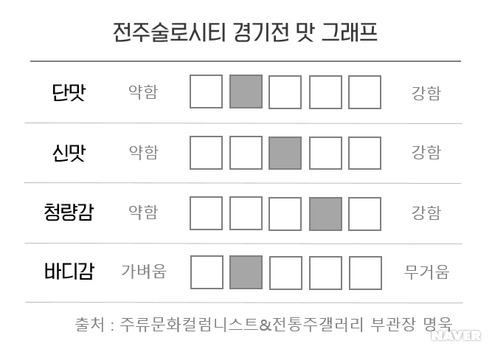 전주술로시티 경기전 맛 그래프
단맛 약함 강함
신맛 약함 강함
청량감 약함 강함
바디감 가벼움 무거움
출처 : 주류문화컬럼니스트&전통주갤러리 부관장 명욱
NAVER